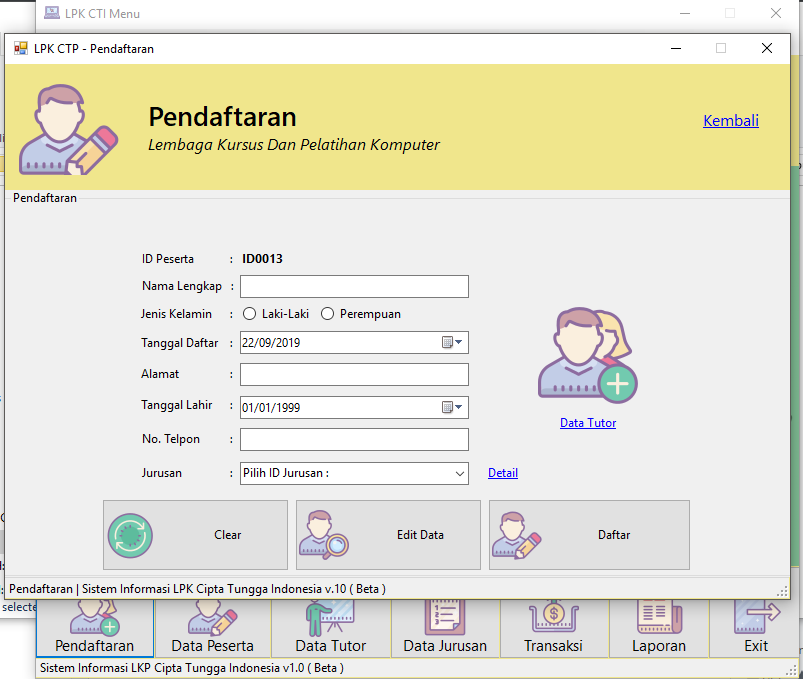 LPK CTI Menu
LPK CTP - Pendaftaran
Pendaftaran
Lembaga Kursus Dan Pelatihan Komputer
Kembali
Pendaftaran
ID Peserta : ID0013
Nama Lengkap :
Jenis Kelamin : Laki-Laki Perempuan
Tanggal Daftar : 22/09/2019
Alamat :
Tanggal Lahir : 01/01/1999
No. Telpon :
Data Tutor
Jurusan : Pilih ID Jurusan : Detail
Clear Edit Data Daftar
Pendaftaran | Sistem Informasi LPK Cipta Tungga Indonesia v.10 ( Beta )
selecte
Pendaftaran Data Peserta Data Tutor Data Jurusan Transaksi Laporan Exit
Sistem Informasi LKP Cipta Tungga Indonesia v1.0 ( Beta )